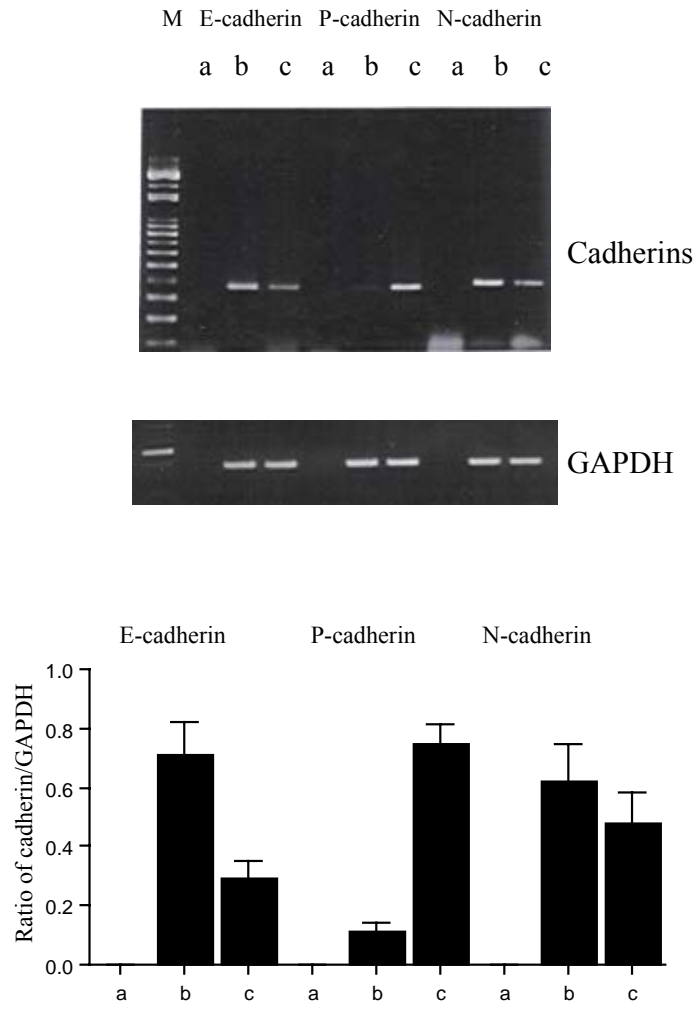 M E-cadherin P-cadherin N-cadherin
a b c a b c a b c
Cadherins
GAPDH
E-cadherin P-cadherin N-cadherin
Ratio of cadherin/GAPDH
1.0
0.8
0.6
0.4
0.2
0.0
a b c a b c a b c